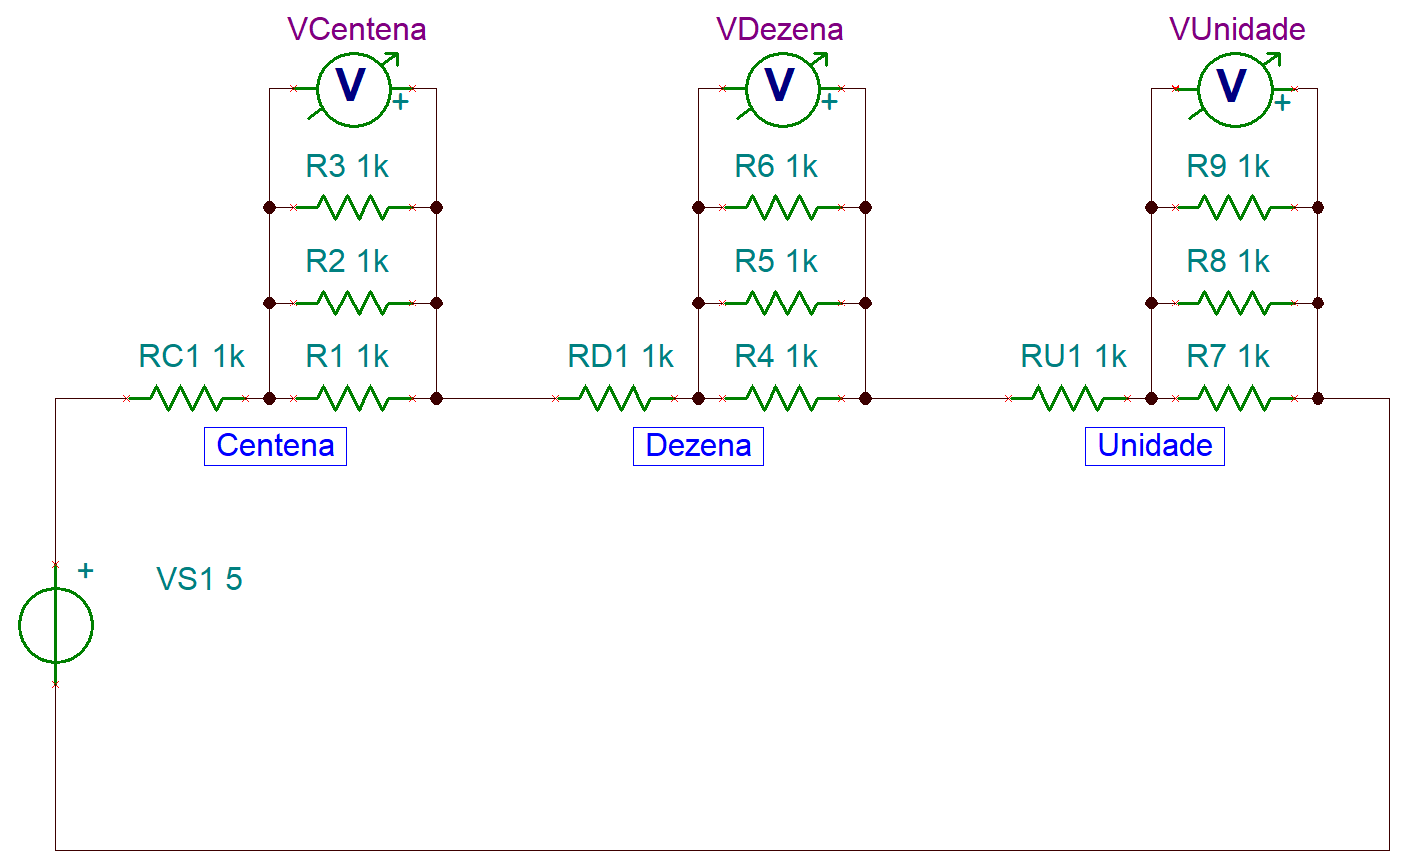 VCentena VDezena VUnidade
V V V
+ + +
R3 1k R6 1k R9 1k
R2 1k R5 1k R8 1k
RC1 1k R1 1k RD1 1k R4 1k RU1 1k R7 1k
Centena Dezena Unidade
+
VS1 5